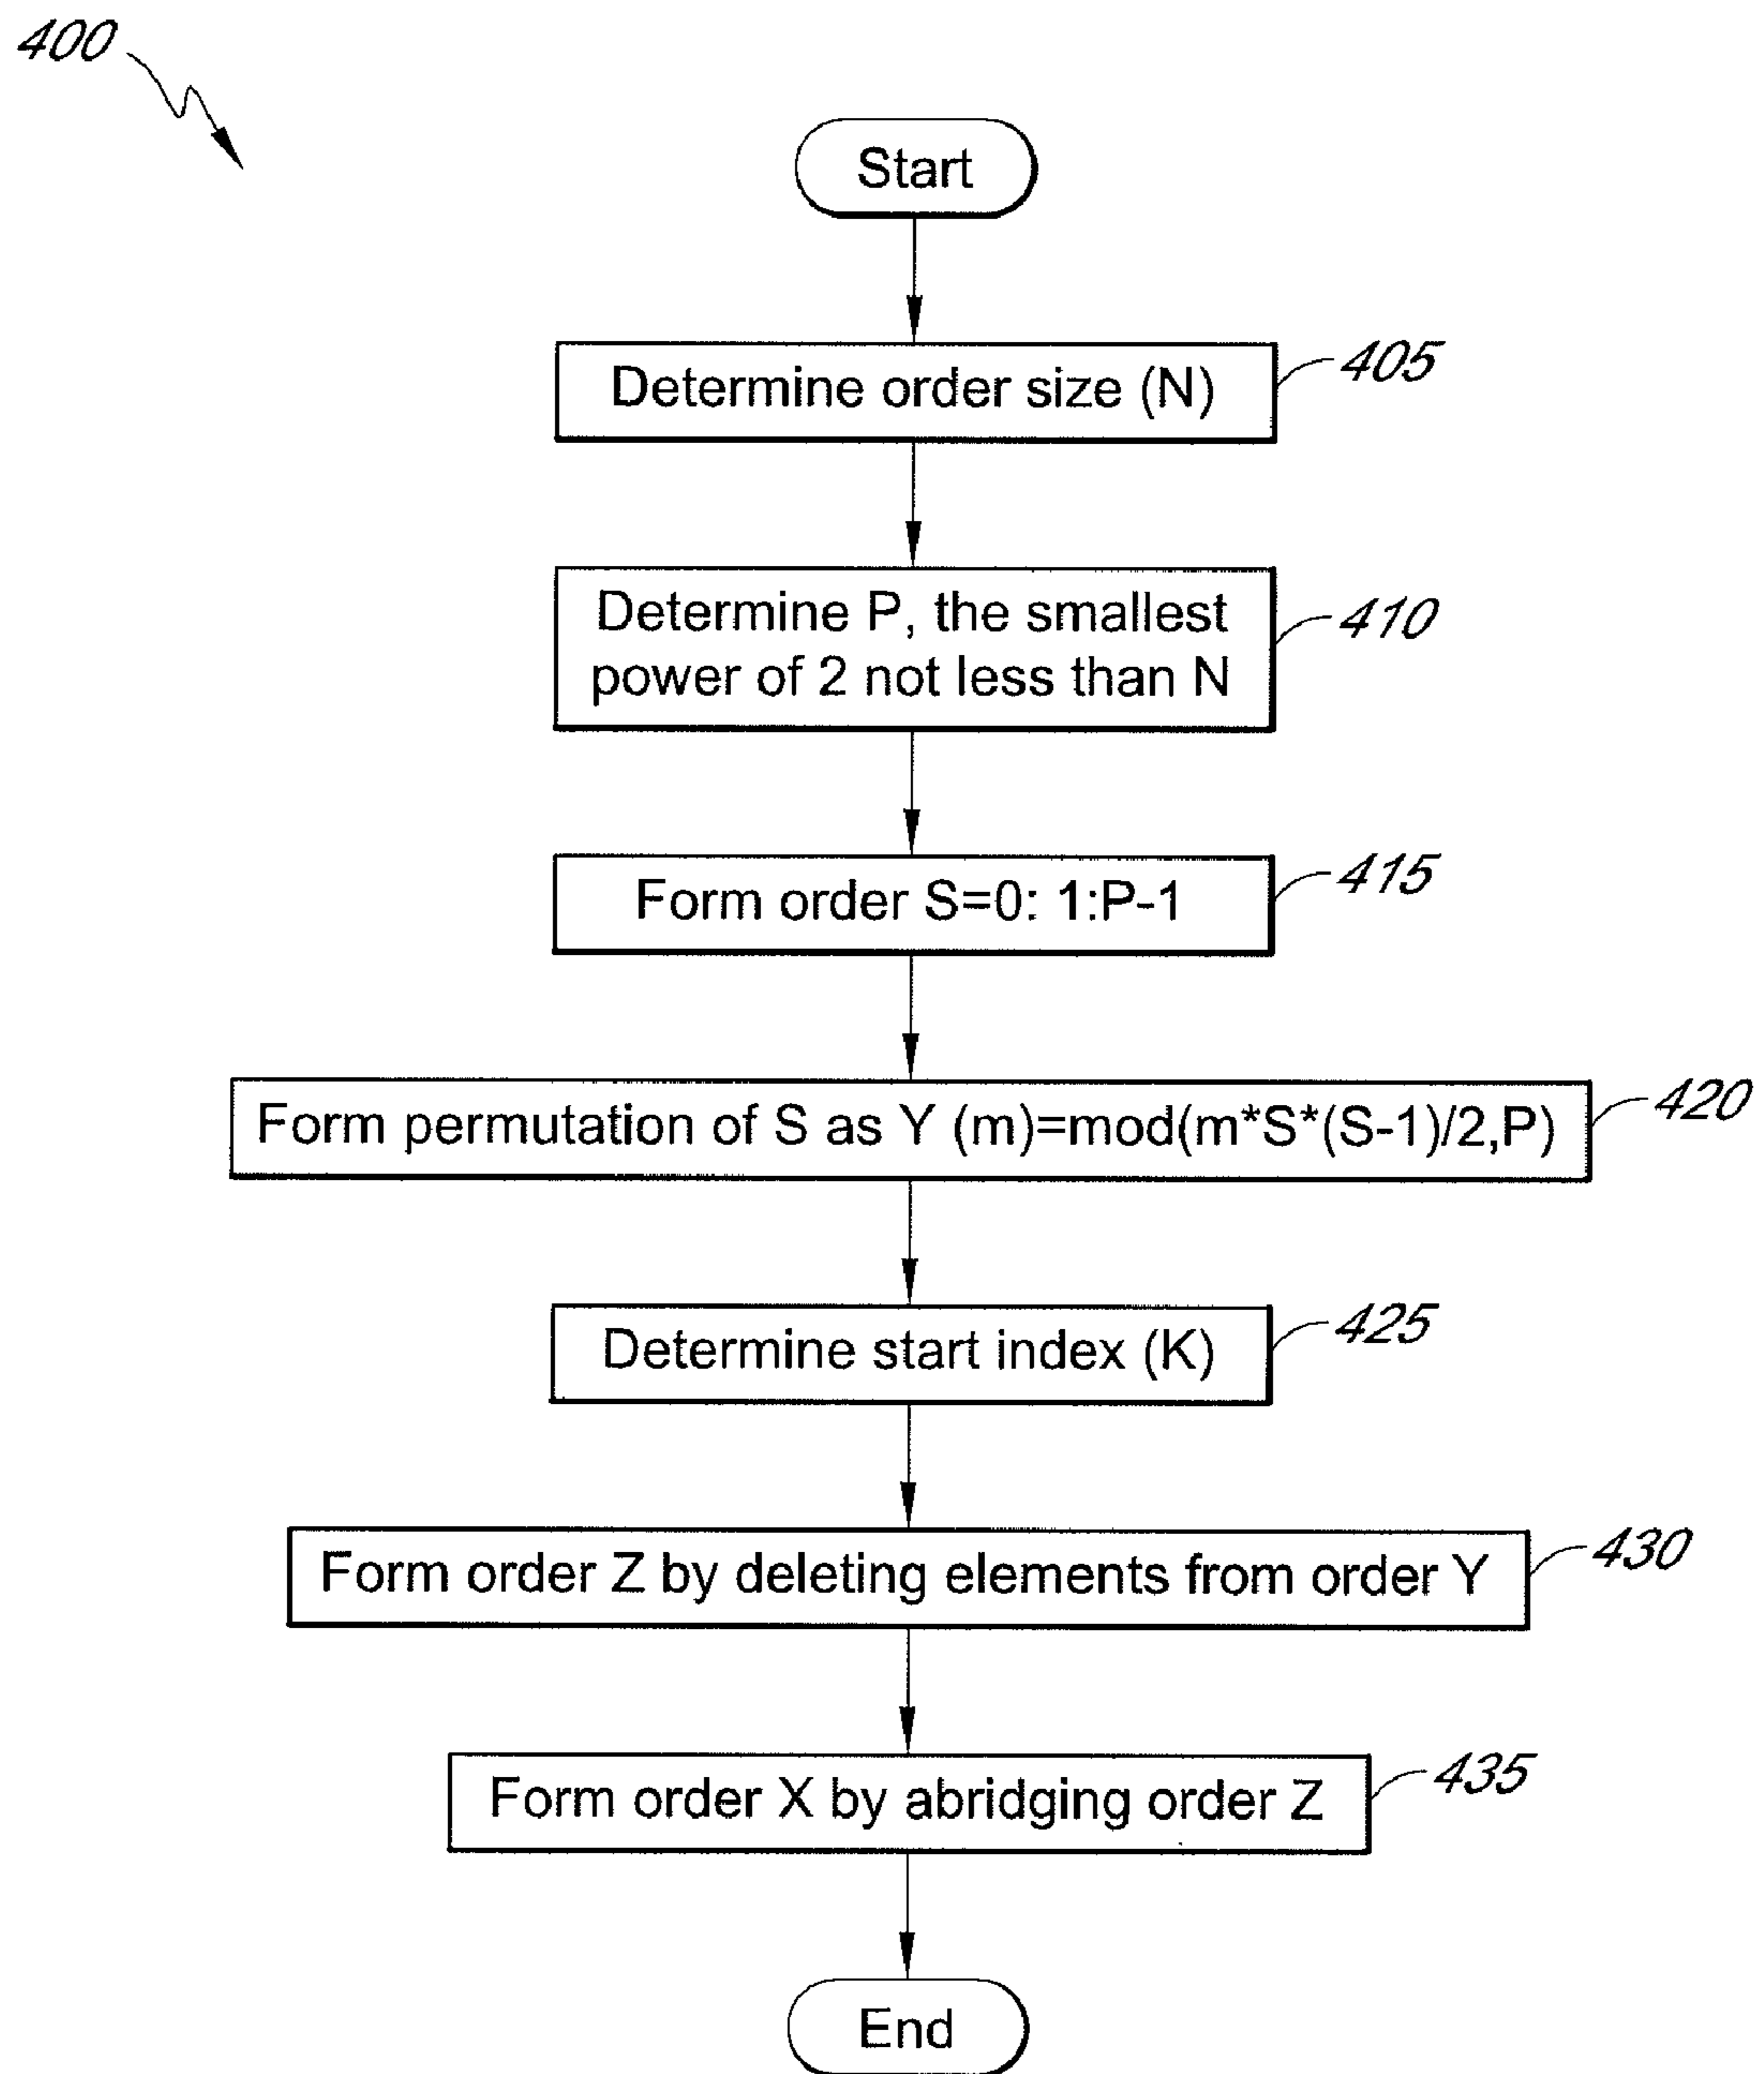 400
Start
Determine order size (N)
405
Determine P, the smallest
power of 2 not less than N
410
Form order S=0: 1:P-1
415
Form permutation of S as Y (m)=mod(m*S*(S-1)/2,P)
420
Determine start index (K)
425
Form order Z by deleting elements from order Y
430
Form order X by abridging order Z
435
End